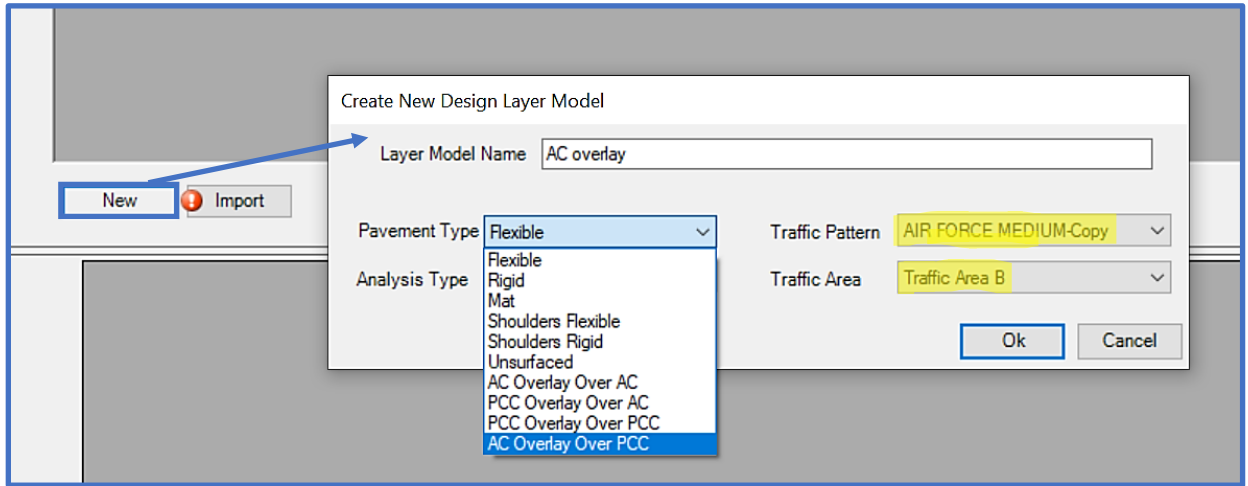 Create New Design Layer Model
Layer Model Name AC overlay
New Import
Pavement Type Flexible Traffic Pattern AIR FORCE MEDIUM-Copy
Analysis Type Traffic Area Traffic Area B
Flexible
Rigid
Mat
Shoulders Flexible
Shoulders Rigid
Unsurfaced
AC Overlay Over AC
PCC Overlay Over AC
PCC Overlay Over PCC
AC Overlay Over PCC
Ok Cancel